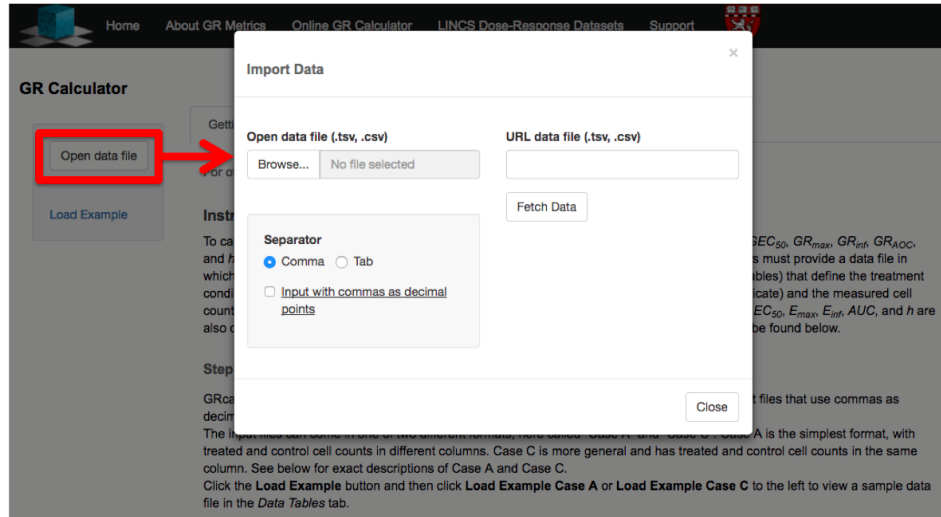 Home About GR Metrics Online GR Calculator LINCS Dose-Response Datasets Support
×
Import Data
GR Calculator
Getti
Open data file (.tsv, .csv) URL data file (.tsv, .csv)
Open data file
Browse... No file selected
For o
Fetch Data
Load Example
Instr
Separator
To ca GEC50, GRmax, GRinf, GRAOC,
Comma Tab
and h s must provide a data file in
which ables) that define the treatment
Input with commas as decimal
condi icate) and the measured cell
points
count EC50, Emax, Einf, AUC, and h are
also c be found below.
Step
GRca t files that use commas as
Close
decim
The input files can come in one of two different formats, here called "Case A" and "Case C". Case A is the simplest format, with
treated and control cell counts in different columns. Case C is more general and has treated and control cell counts in the same
column. See below for exact descriptions of Case A and Case C.
Click the Load Example button and then click Load Example Case A or Load Example Case C to the left to view a sample data
file in the Data Tables tab.